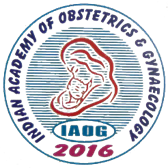 INDIAN ACADEMY OF OBSTETRICS & GYNAECOLOGY
IAOG
2016